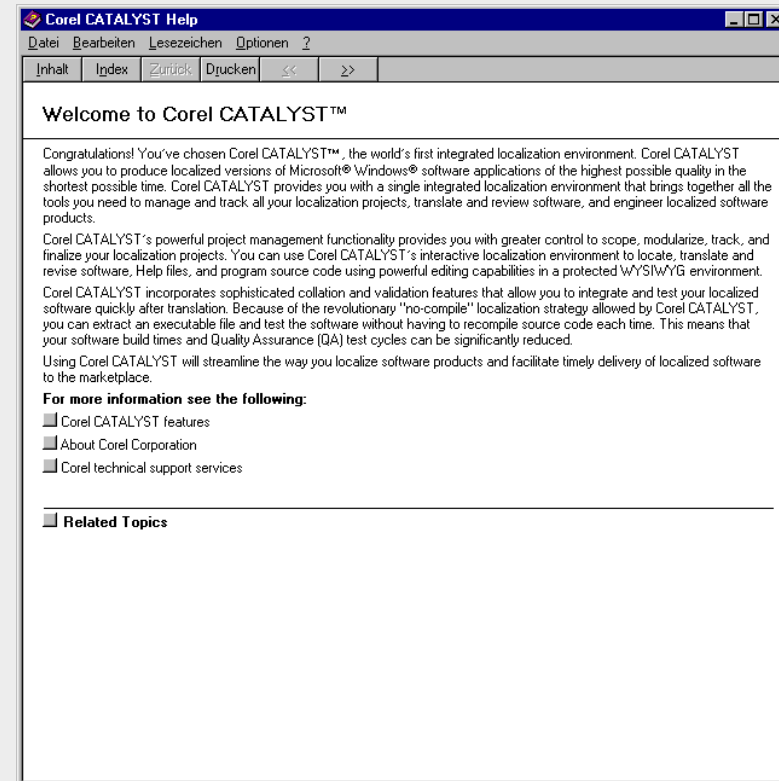 Corel CATALYST Help
Datei Bearbeiten Lesezeichen Optionen ?
Inhalt Index Zurück Drucken << >>
Welcome to Corel CATALYST™
Congratulations! You´ve chosen Corel CATALYST™, the world´s first integrated localization environment. Corel CATALYST
allows you to produce localized versions of Microsoft® Windows® software applications of the highest possible quality in the
shortest possible time. Corel CATALYST provides you with a single integrated localization environment that brings together all the
tools you need to manage and track all your localization projects, translate and review software, and engineer localized software
products.
Corel CATALYST´s powerful project management functionality provides you with greater control to scope, modularize, track, and
finalize your localization projects. You can use Corel CATALYST´s interactive localization environment to locate, translate and
revise software, Help files, and program source code using powerful editing capabilities in a protected WYSIWYG environment.
Corel CATALYST incorporates sophisticated collation and validation features that allow you to integrate and test your localized
software quickly after translation. Because of the revolutionary "no-compile" localization strategy allowed by Corel CATALYST,
you can extract an executable file and test the software without having to recompile source code each time. This means that
your software build times and Quality Assurance (QA) test cycles can be significantly reduced.
Using Corel CATALYST will streamline the way you localize software products and facilitate timely delivery of localized software
to the marketplace.
For more information see the following:
Corel CATALYST features
About Corel Corporation
Corel technical support services
Related Topics